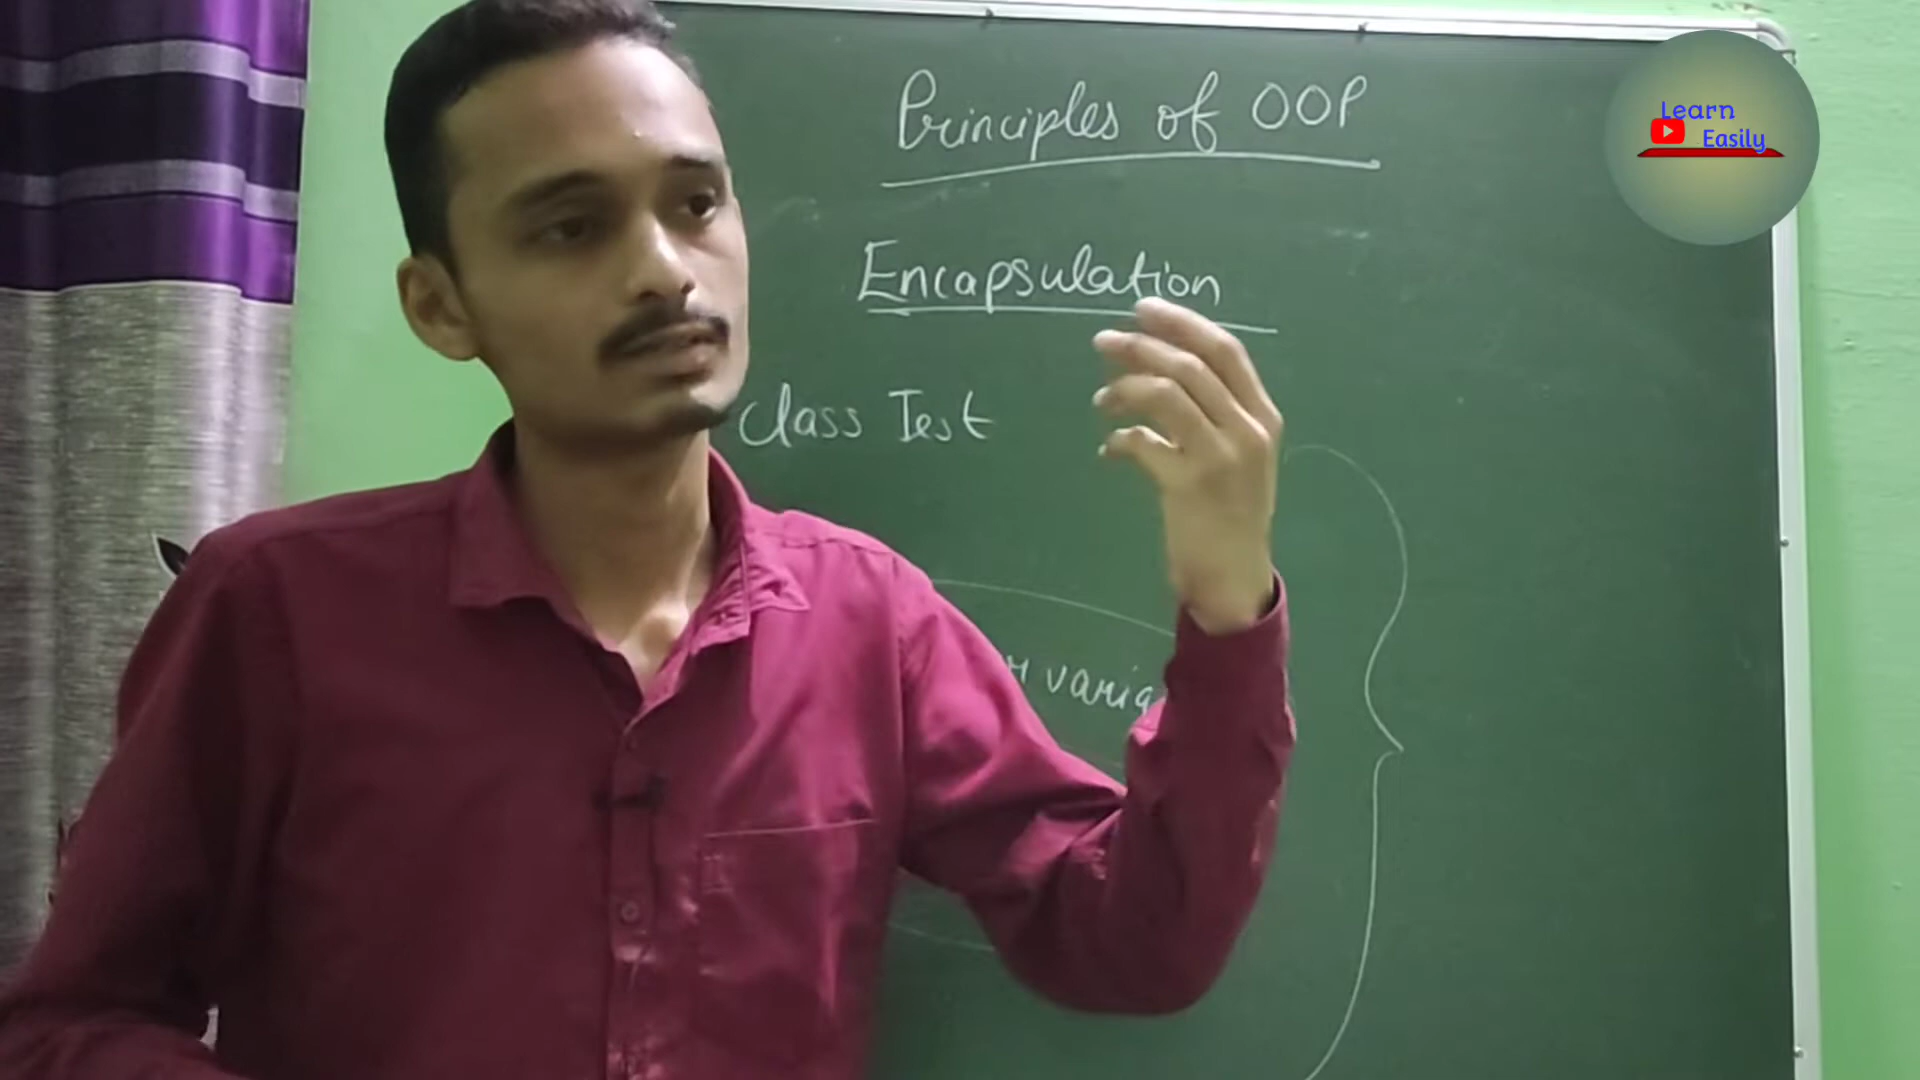 Principles of OOP
Learn
Easily
Encapsulation
Class Test